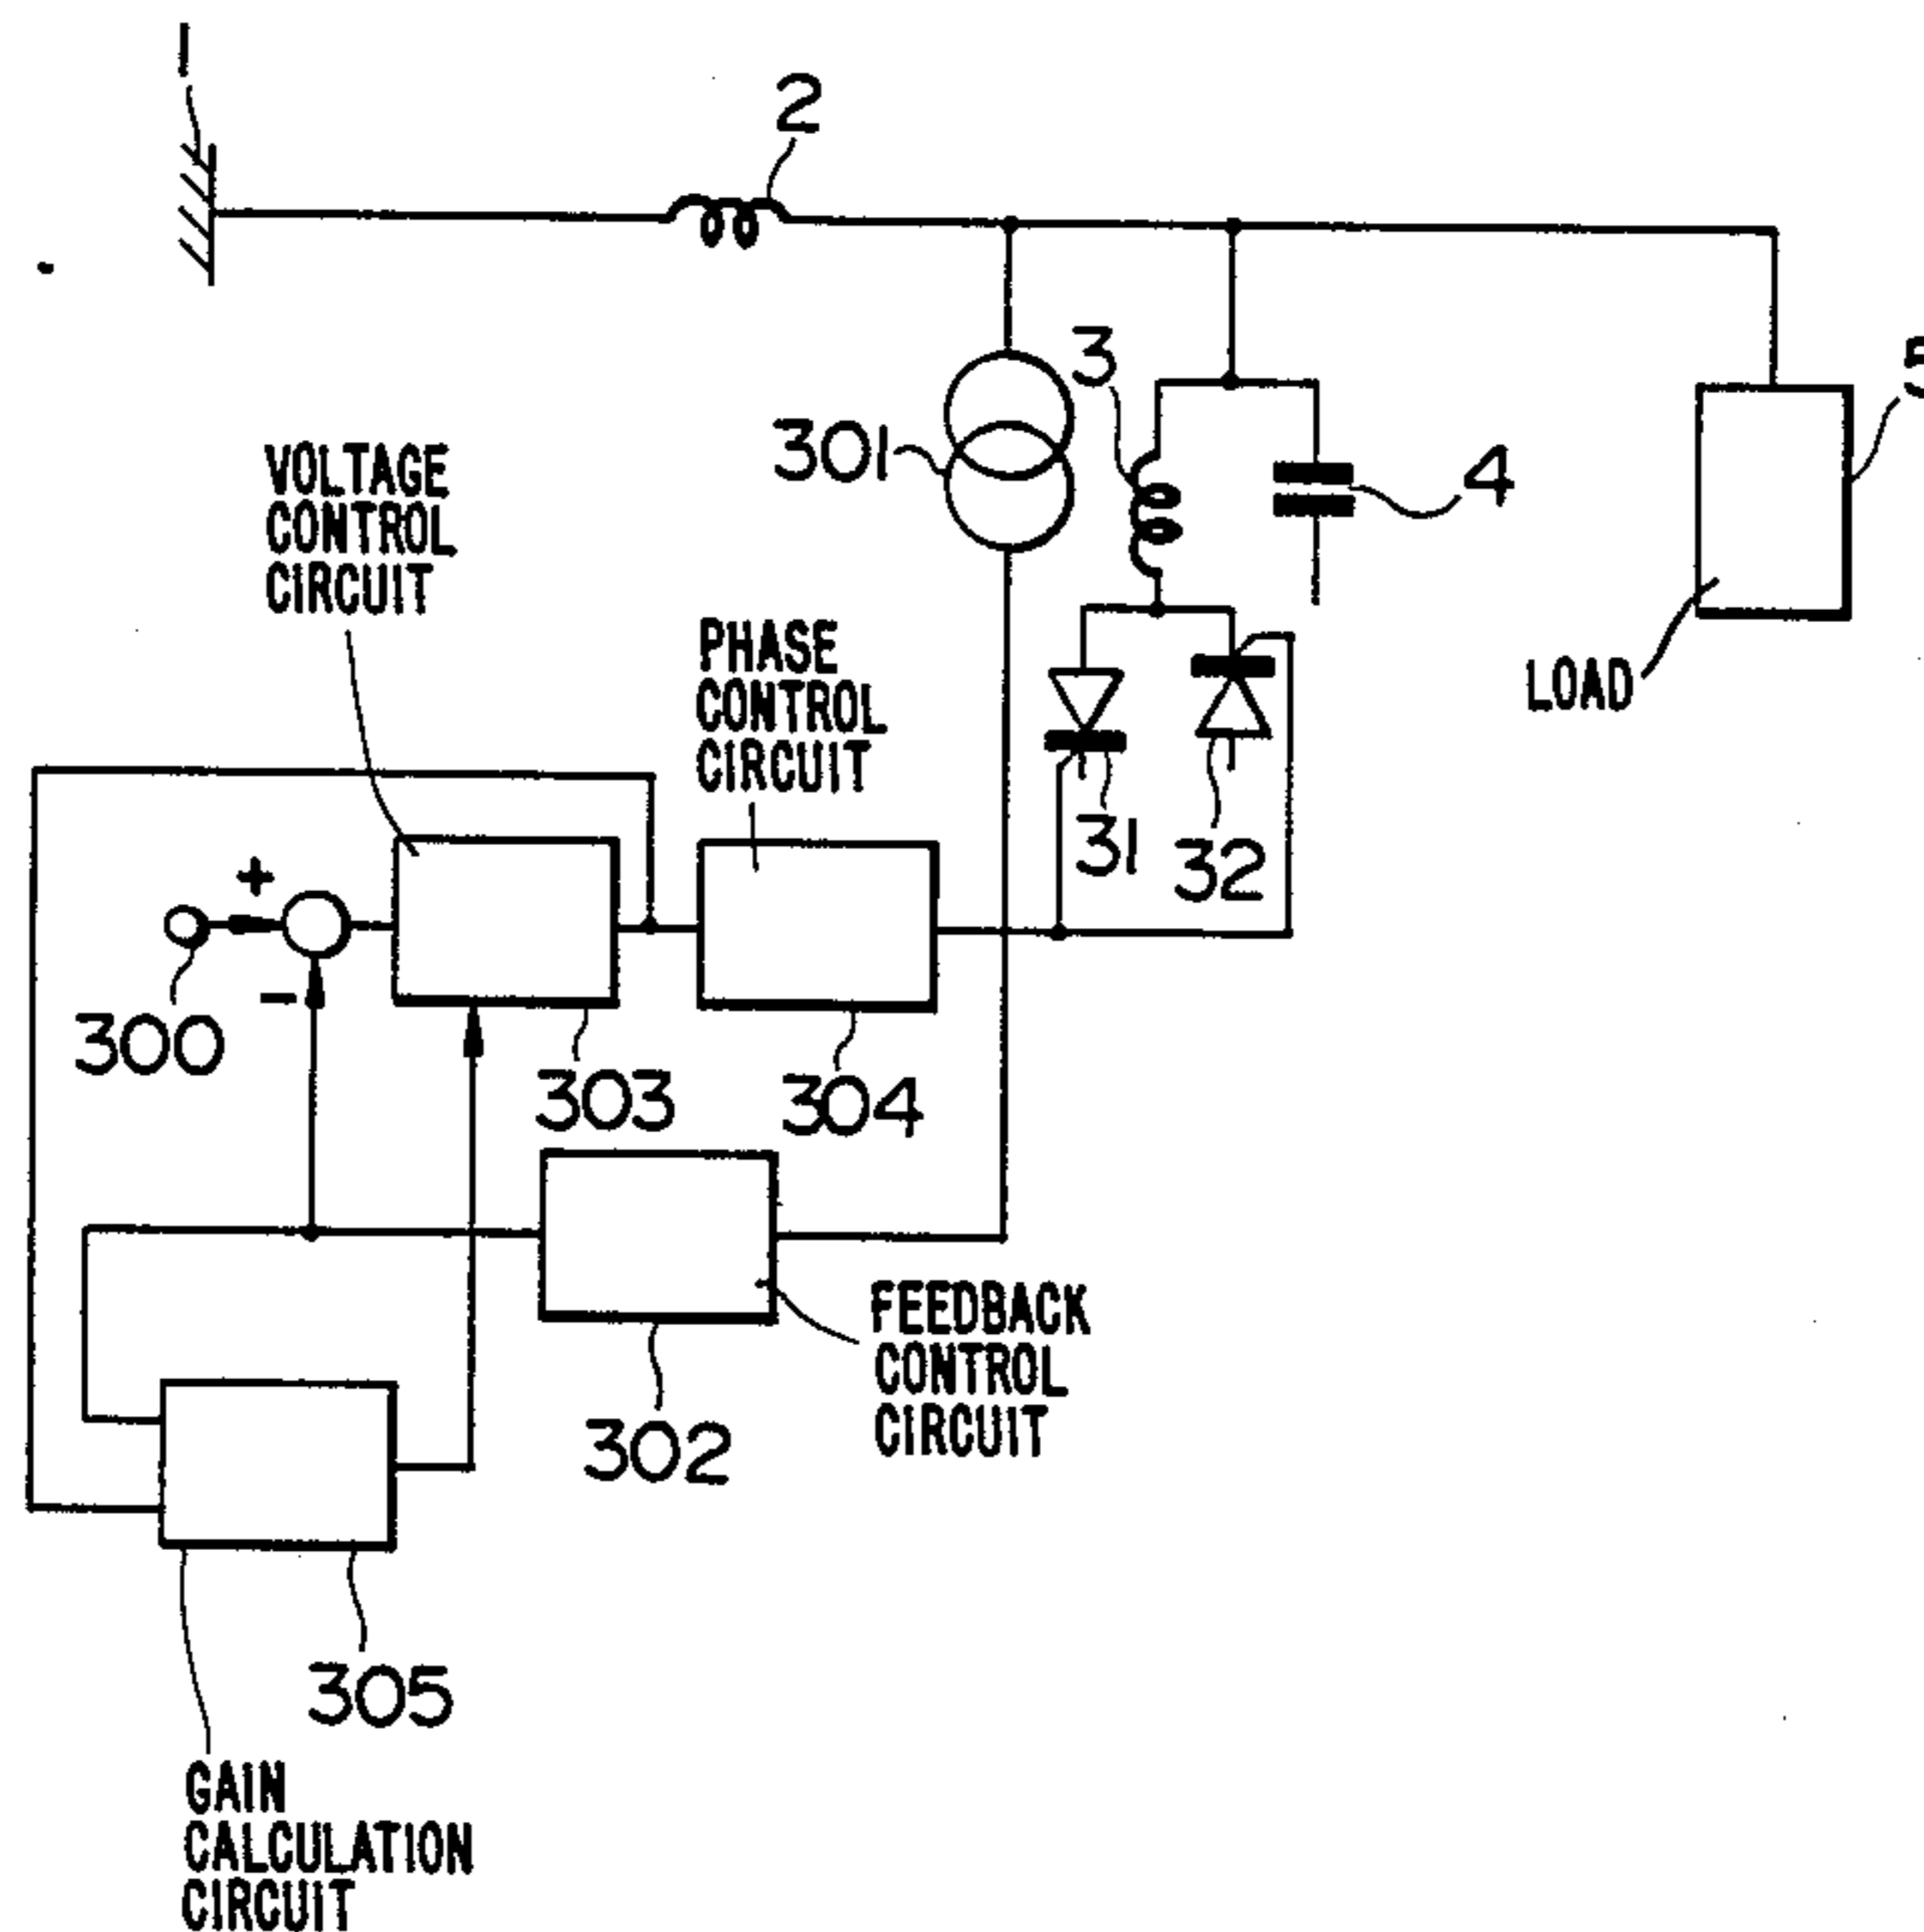 1
2
3
301
4
5
VOLTAGE
CONTROL
CIRCUIT
PHASE
CONTROL
CIRCUIT
LOAD
31
32
+
-
300
303
304
302
FEEDBACK
CONTROL
CIRCUIT
305
GAIN
CALCULATION
CIRCUIT